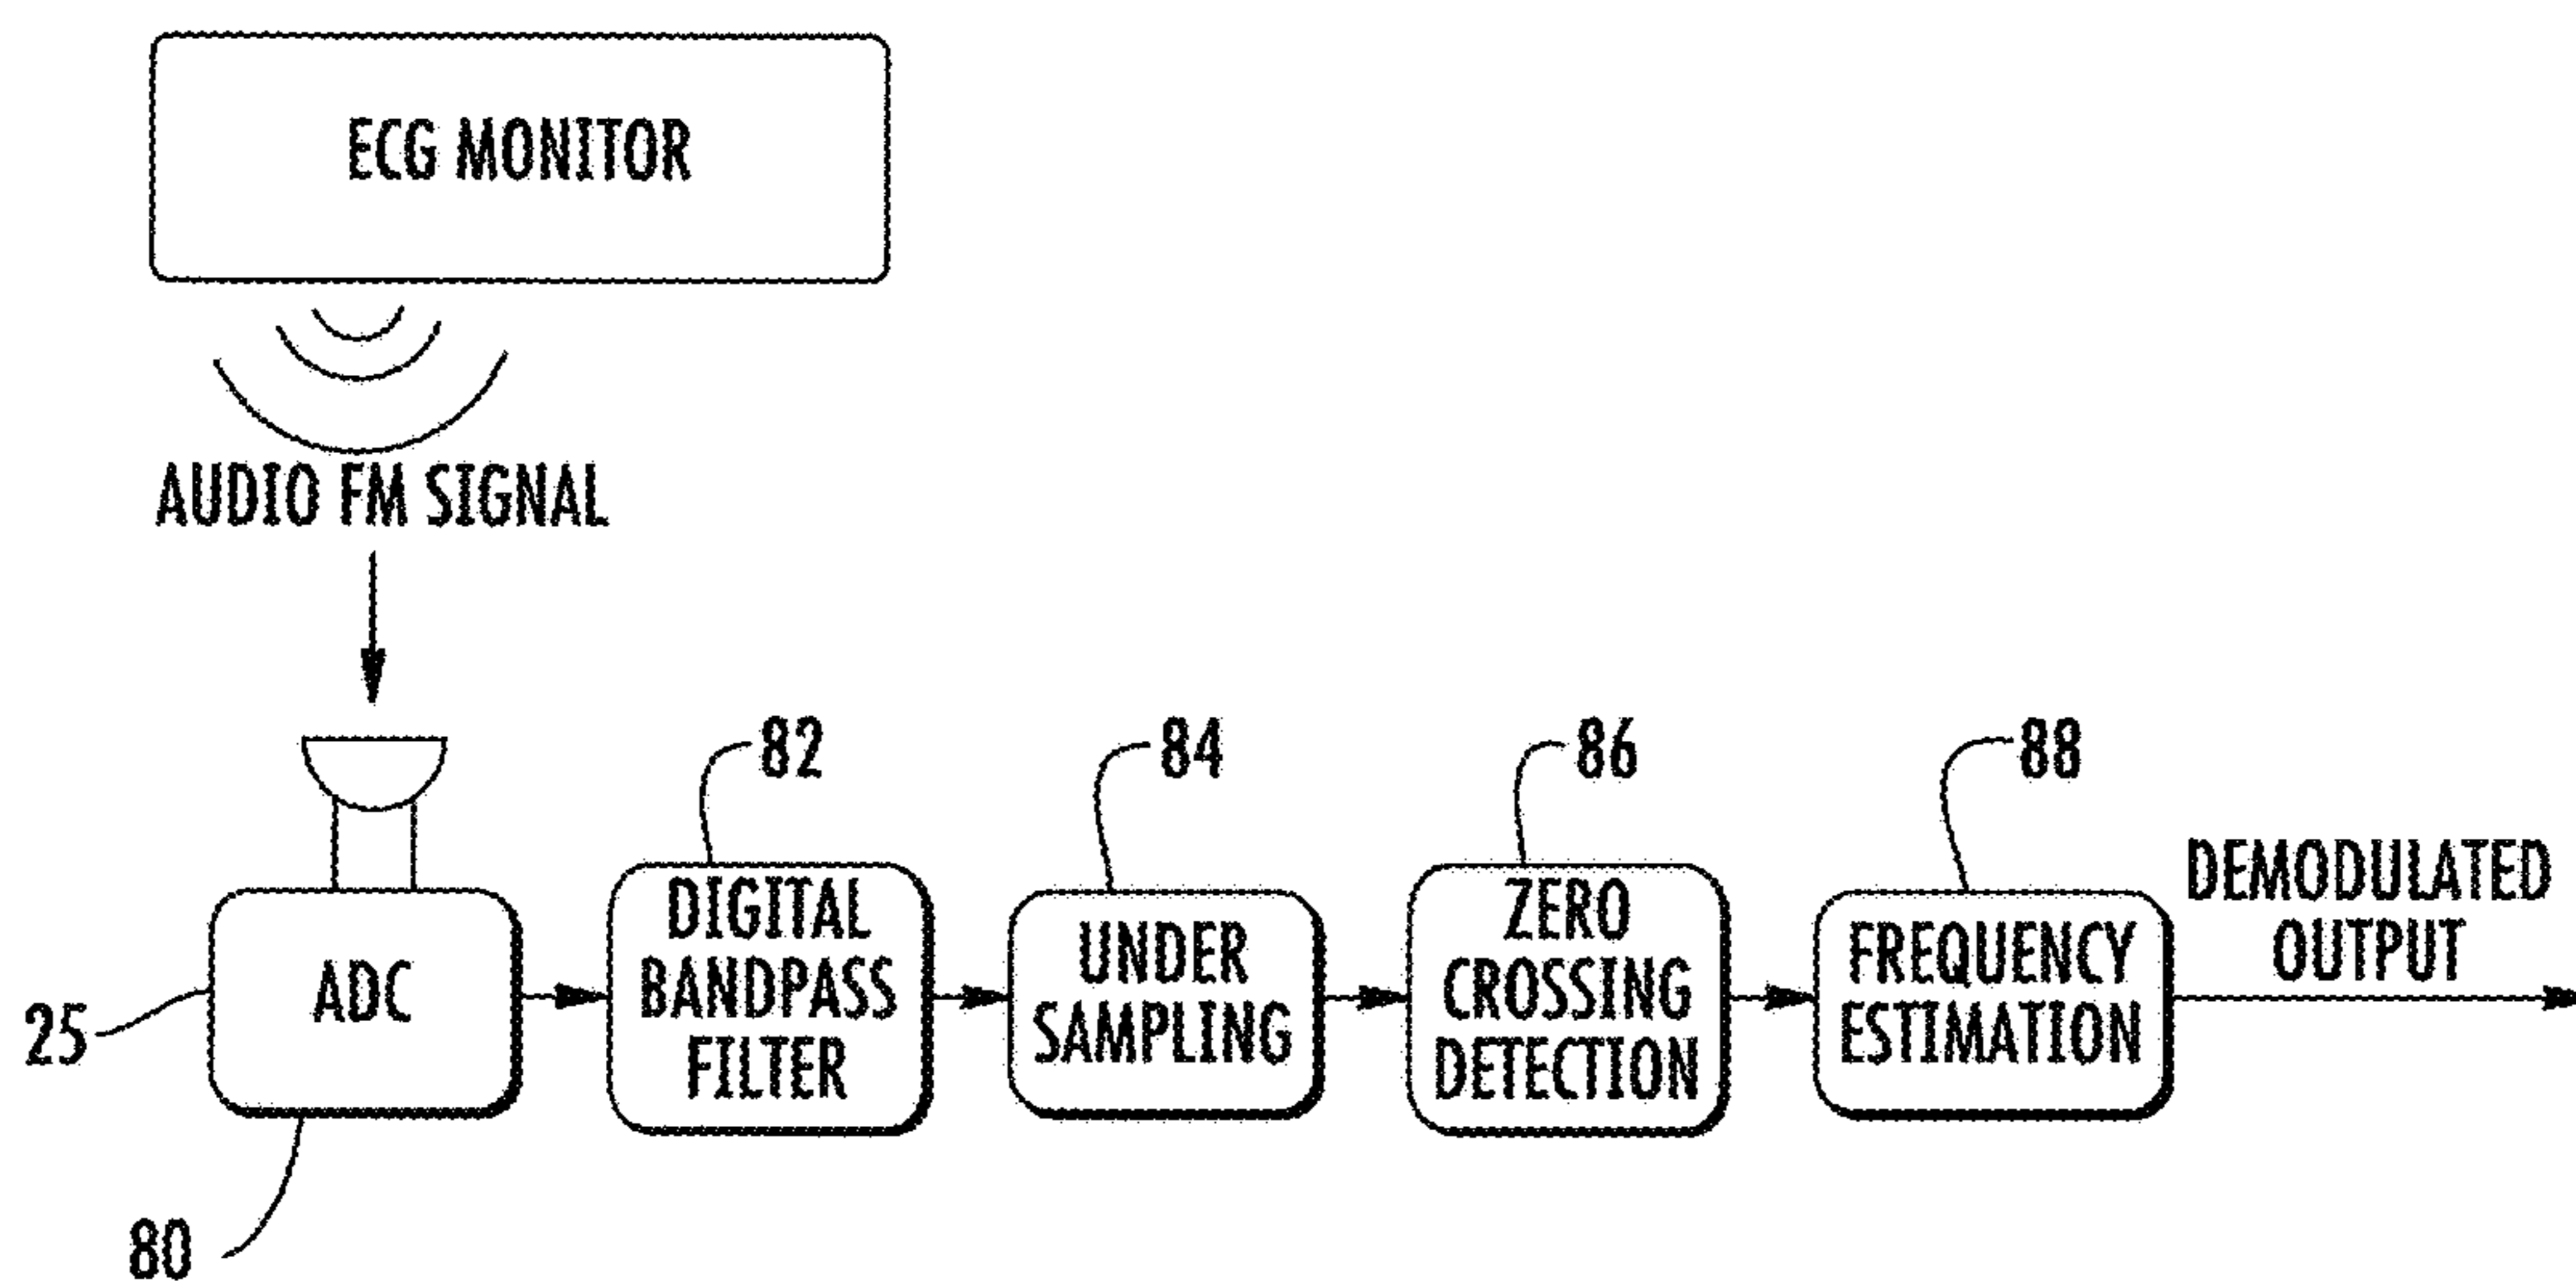 ECG MONITOR
AUDIO FM SIGNAL
82
84
86
88
DIGITAL
BANDPASS
FILTER
UNDER
SAMPLING
ZERO
CROSSING
DETECTION
FREQUENCY
ESTIMATION
DEMODULATED
OUTPUT
ADC
25
80